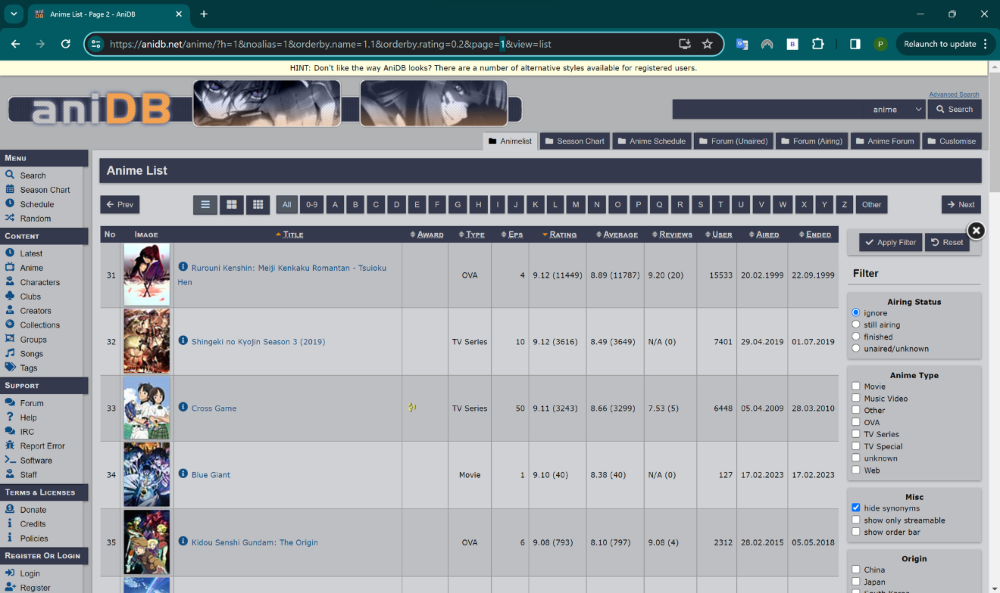 Anime List - Page 2 - AniDB
https://anidb.net/anime/?h=1&noalias=1&orderby.name=1.1&orderby.rating=0.2&page=1&view=list
B
P
Relaunch to update
HINT: Don't like the way AniDB looks? There are a number of alternative styles available for registered users.
aniDB
Advanced Search
anime
Search
Animelist
Season Chart
Anime Schedule
Forum (Unaired)
Forum (Airing)
Anime Forum
Customise
Menu
Search
Season Chart
Schedule
Random
Content
Latest
Anime
Characters
Clubs
Creators
Collections
Groups
Songs
Tags
Support
Forum
Help
IRC
Report Error
Software
Staff
Terms & Licenses
Donate
Credits
Policies
Register Or Login
Login
Register
Anime List
Prev
All 0-9 A B C D E F G H I J K L M N O P Q R S T U V W X Y Z Other
Next
No Image Title Award Type Eps Rating Average Reviews User Aired Ended
31 Rurouni Kenshin: Meiji Kenkaku Romantan - Tsuioku
Hen
OVA 4 9.12 (11449) 8.89 (11787) 9.20 (20) 15533 20.02.1999 22.09.1999
32 Shingeki no Kyojin Season 3 (2019) TV Series 10 9.12 (3616) 8.49 (3649) N/A (0) 7401 29.04.2019 01.07.2019
33 Cross Game TV Series 50 9.11 (3243) 8.66 (3299) 7.53 (5) 6448 05.04.2009 28.03.2010
34 Blue Giant Movie 1 9.10 (40) 8.38 (40) N/A (0) 127 17.02.2023 17.02.2023
35 Kidou Senshi Gundam: The Origin OVA 6 9.08 (793) 8.10 (797) 9.08 (4) 2312 28.02.2015 05.05.2018
Apply Filter
Reset
Filter
Airing Status
ignore
still airing
finished
unaired/unknown
Anime Type
Movie
Music Video
Other
OVA
TV Series
TV Special
unknown
Web
Misc
hide synonyms
show only streamable
show order bar
Origin
China
Japan